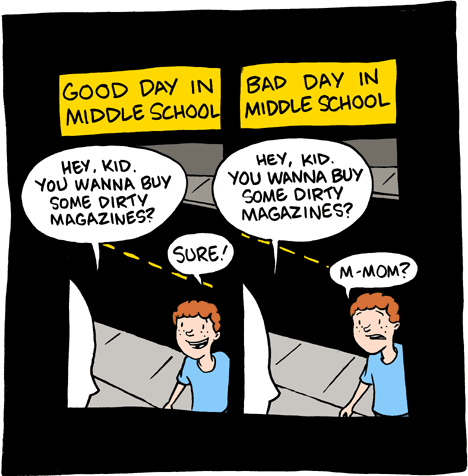 GOOD DAY IN
MIDDLE SCHOOL
HEY, KID.
YOU WANNA BUY
SOME DIRTY
MAGAZINES?
SURE!
BAD DAY IN
MIDDLE SCHOOL
HEY, KID.
YOU WANNA BUY
SOME DIRTY
MAGAZINES?
M-MOM?